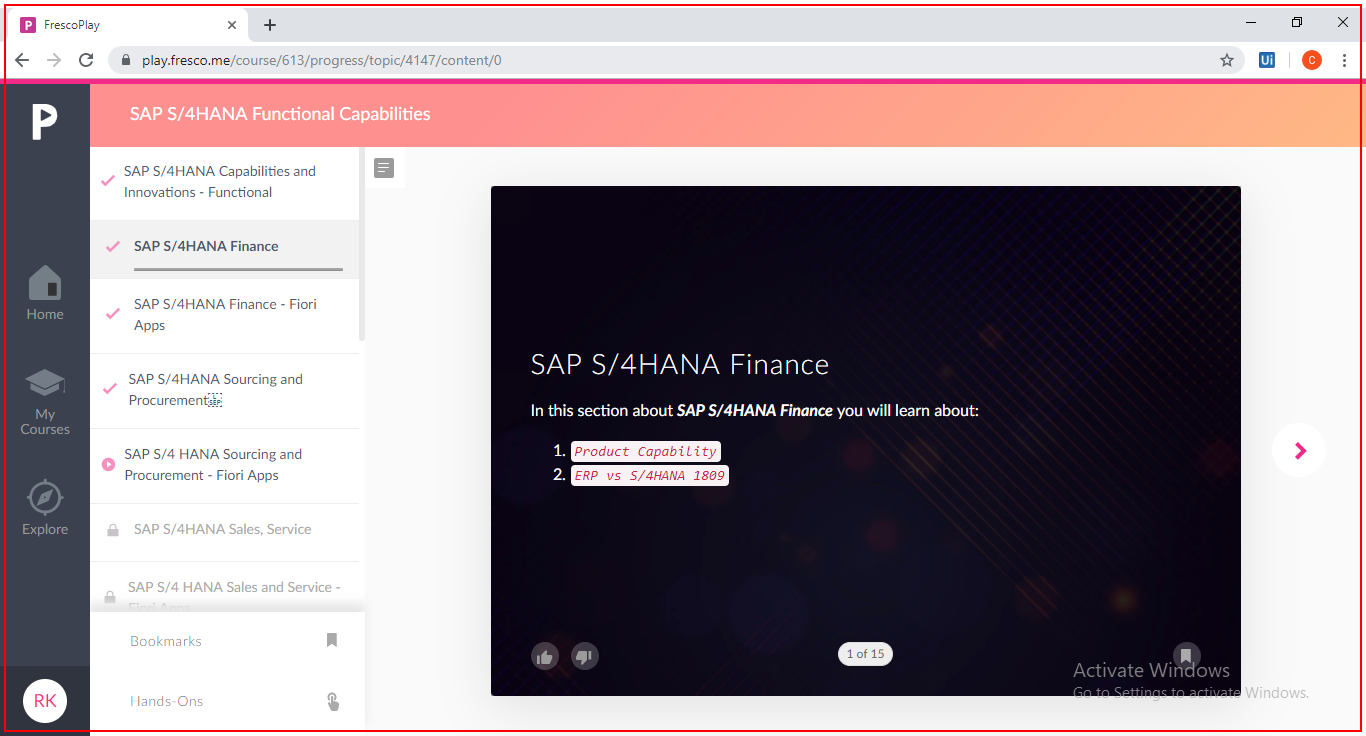 FrescoPlay
play.fresco.me/course/613/progress/topic/4147/content/0
Ui
C
SAP S/4HANA Functional Capabilities
SAP S/4HANA Capabilities and
Innovations - Functional
SAP S/4HANA Finance
SAP S/4HANA Finance - Fiori
Apps
SAP S/4HANA Sourcing and
Procurement
SAP S/4 HANA Sourcing and
Procurement - Fiori Apps
SAP S/4HANA Sales, Service
SAP S/4 HANA Sales and Service -
Fiori Apps
Bookmarks
Hands-Ons
Home
My
Courses
Explore
RK
SAP S/4HANA Finance
In this section about SAP S/4HANA Finance you will learn about:
1. Product Capability
2. ERP vs S/4HANA 1809
1 of 15
Activate Windows
Go to Settings to activate Windows.